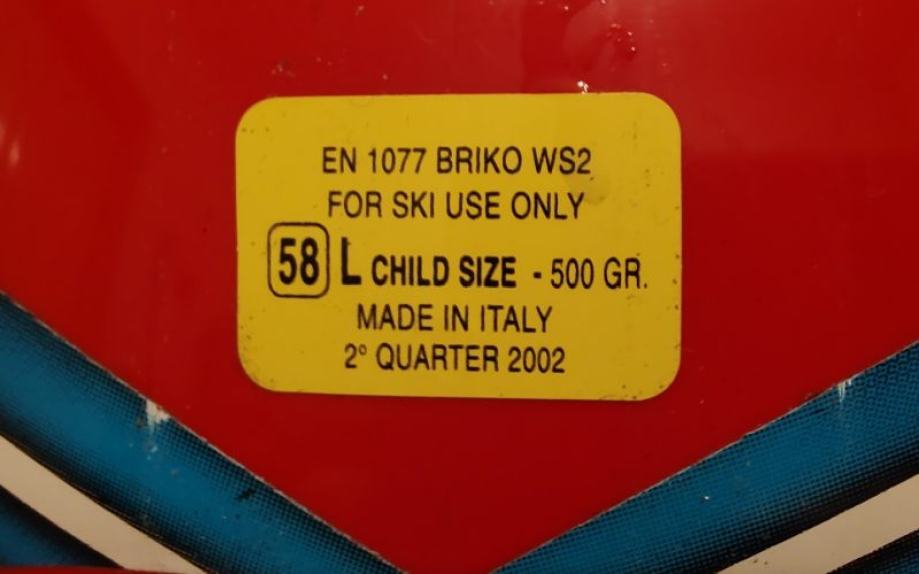 EN 1077 BRIKO WS2
FOR SKI USE ONLY
58 L CHILD SIZE - 500 GR.
MADE IN ITALY
2° QUARTER 2002